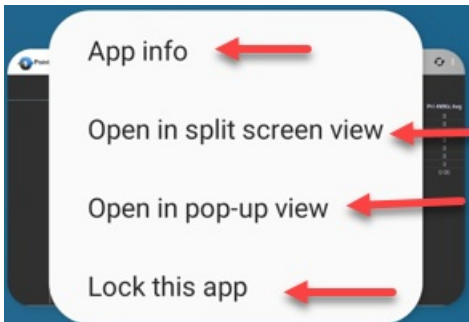 App info
Open in split screen view
Open in pop-up view
Lock this app